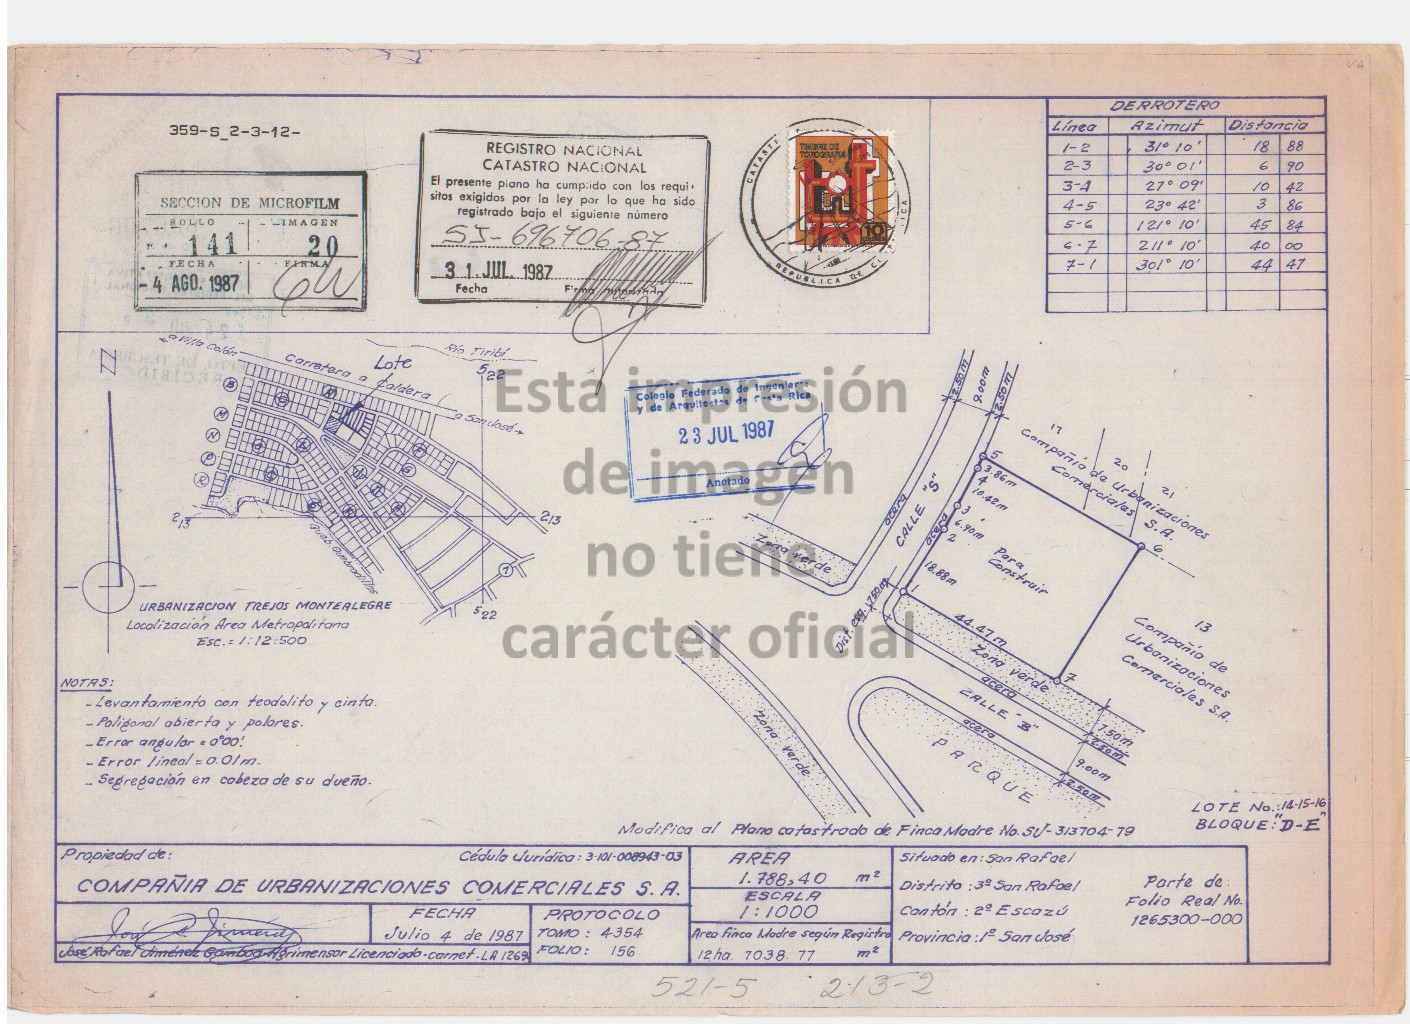 359-S_2-3-12-
SECCION DE MICROFILM
ROLLO IMAGEN
141 20
FECHA FIRMA
- 4 AGO. 1987
REGISTRO NACIONAL
CATASTRO NACIONAL
El presente plano ha cumplido con los requi-
sitos exigidos por la ley por lo que ha sido
registrado bajo el siguiente número
SJ-696706-87
31 JUL. 1987
Fecha Firma autorizada
TIMBRE DE
TOPOGRAFIA
10
COLONES
REPUBLICA DE
DERROTERO
Línea Azimut Distancia
1-2 31° 10' 18 88
2-3 30° 01' 6 90
3-4 27° 09' 10 42
4-5 23° 42' 3 86
5-6 121° 10' 45 84
6-7 211° 10' 40 00
7-1 301° 10' 44 47
a Villa Colón
Carretera a Caldera
Lote
Río Tiribí
522
a San José
B
M
N
P
R
213
213
522
URBANIZACION TREJOS MONTEALEGRE
Localización Area Metropolitana
Esc.= 1:12:500
Colegio Federado de Ingenieros
y de Arquitectos de Costa Rica
23 JUL 1987
Anotado
Esta impresión
de imagen
no tiene
carácter oficial
2.50m
9.00m
2.50m
17
Compañía de Urbanizaciones
Comerciales S.A.
20
21
acera
CALLE "S"
acera
5
3.86m
4
10.42m
3
6.90m
2
18.88m
1
6
Para
Construir
Zona verde
Dist. esq. 17.50m
44.47m
Zona verde
7
13
Compañía de
Urbanizaciones
Comerciales S.A.
acera
CALLE "B"
acera
PARQUE
7.50m
2.50m
9.00m
2.50m
Zona verde
NOTAS:
- Levantamiento con teodolito y cinta.
- Poligonal abierta y polares.
- Error angular = 0°00'.
- Error lineal = 0.01m.
- Segregación en cabeza de su dueño.
LOTE No.: 14-15-16
BLOQUE: "D-E"
Modifica al Plano catastrado de Finca Madre No. SJ-313704-79
Propiedad de: Cédula Jurídica: 3-101-008943-03
COMPAÑIA DE URBANIZACIONES COMERCIALES S.A.
José Rafael Jiménez Gamboa Agrimensor Licenciado-carnet. LA 1269
FECHA
Julio 4 de 1987
PROTOCOLO
TOMO: 4354
FOLIO: 156
AREA
1.788,40 m²
ESCALA
1:1000
Area Finca Madre según Registro
12ha. 7038.77 m²
Situado en: San Rafael
Distrito: 3º San Rafael
Cantón: 2º Escazú
Provincia: 1º San José
Parte de:
Folio Real No.
1265300-000
521-5 213-2